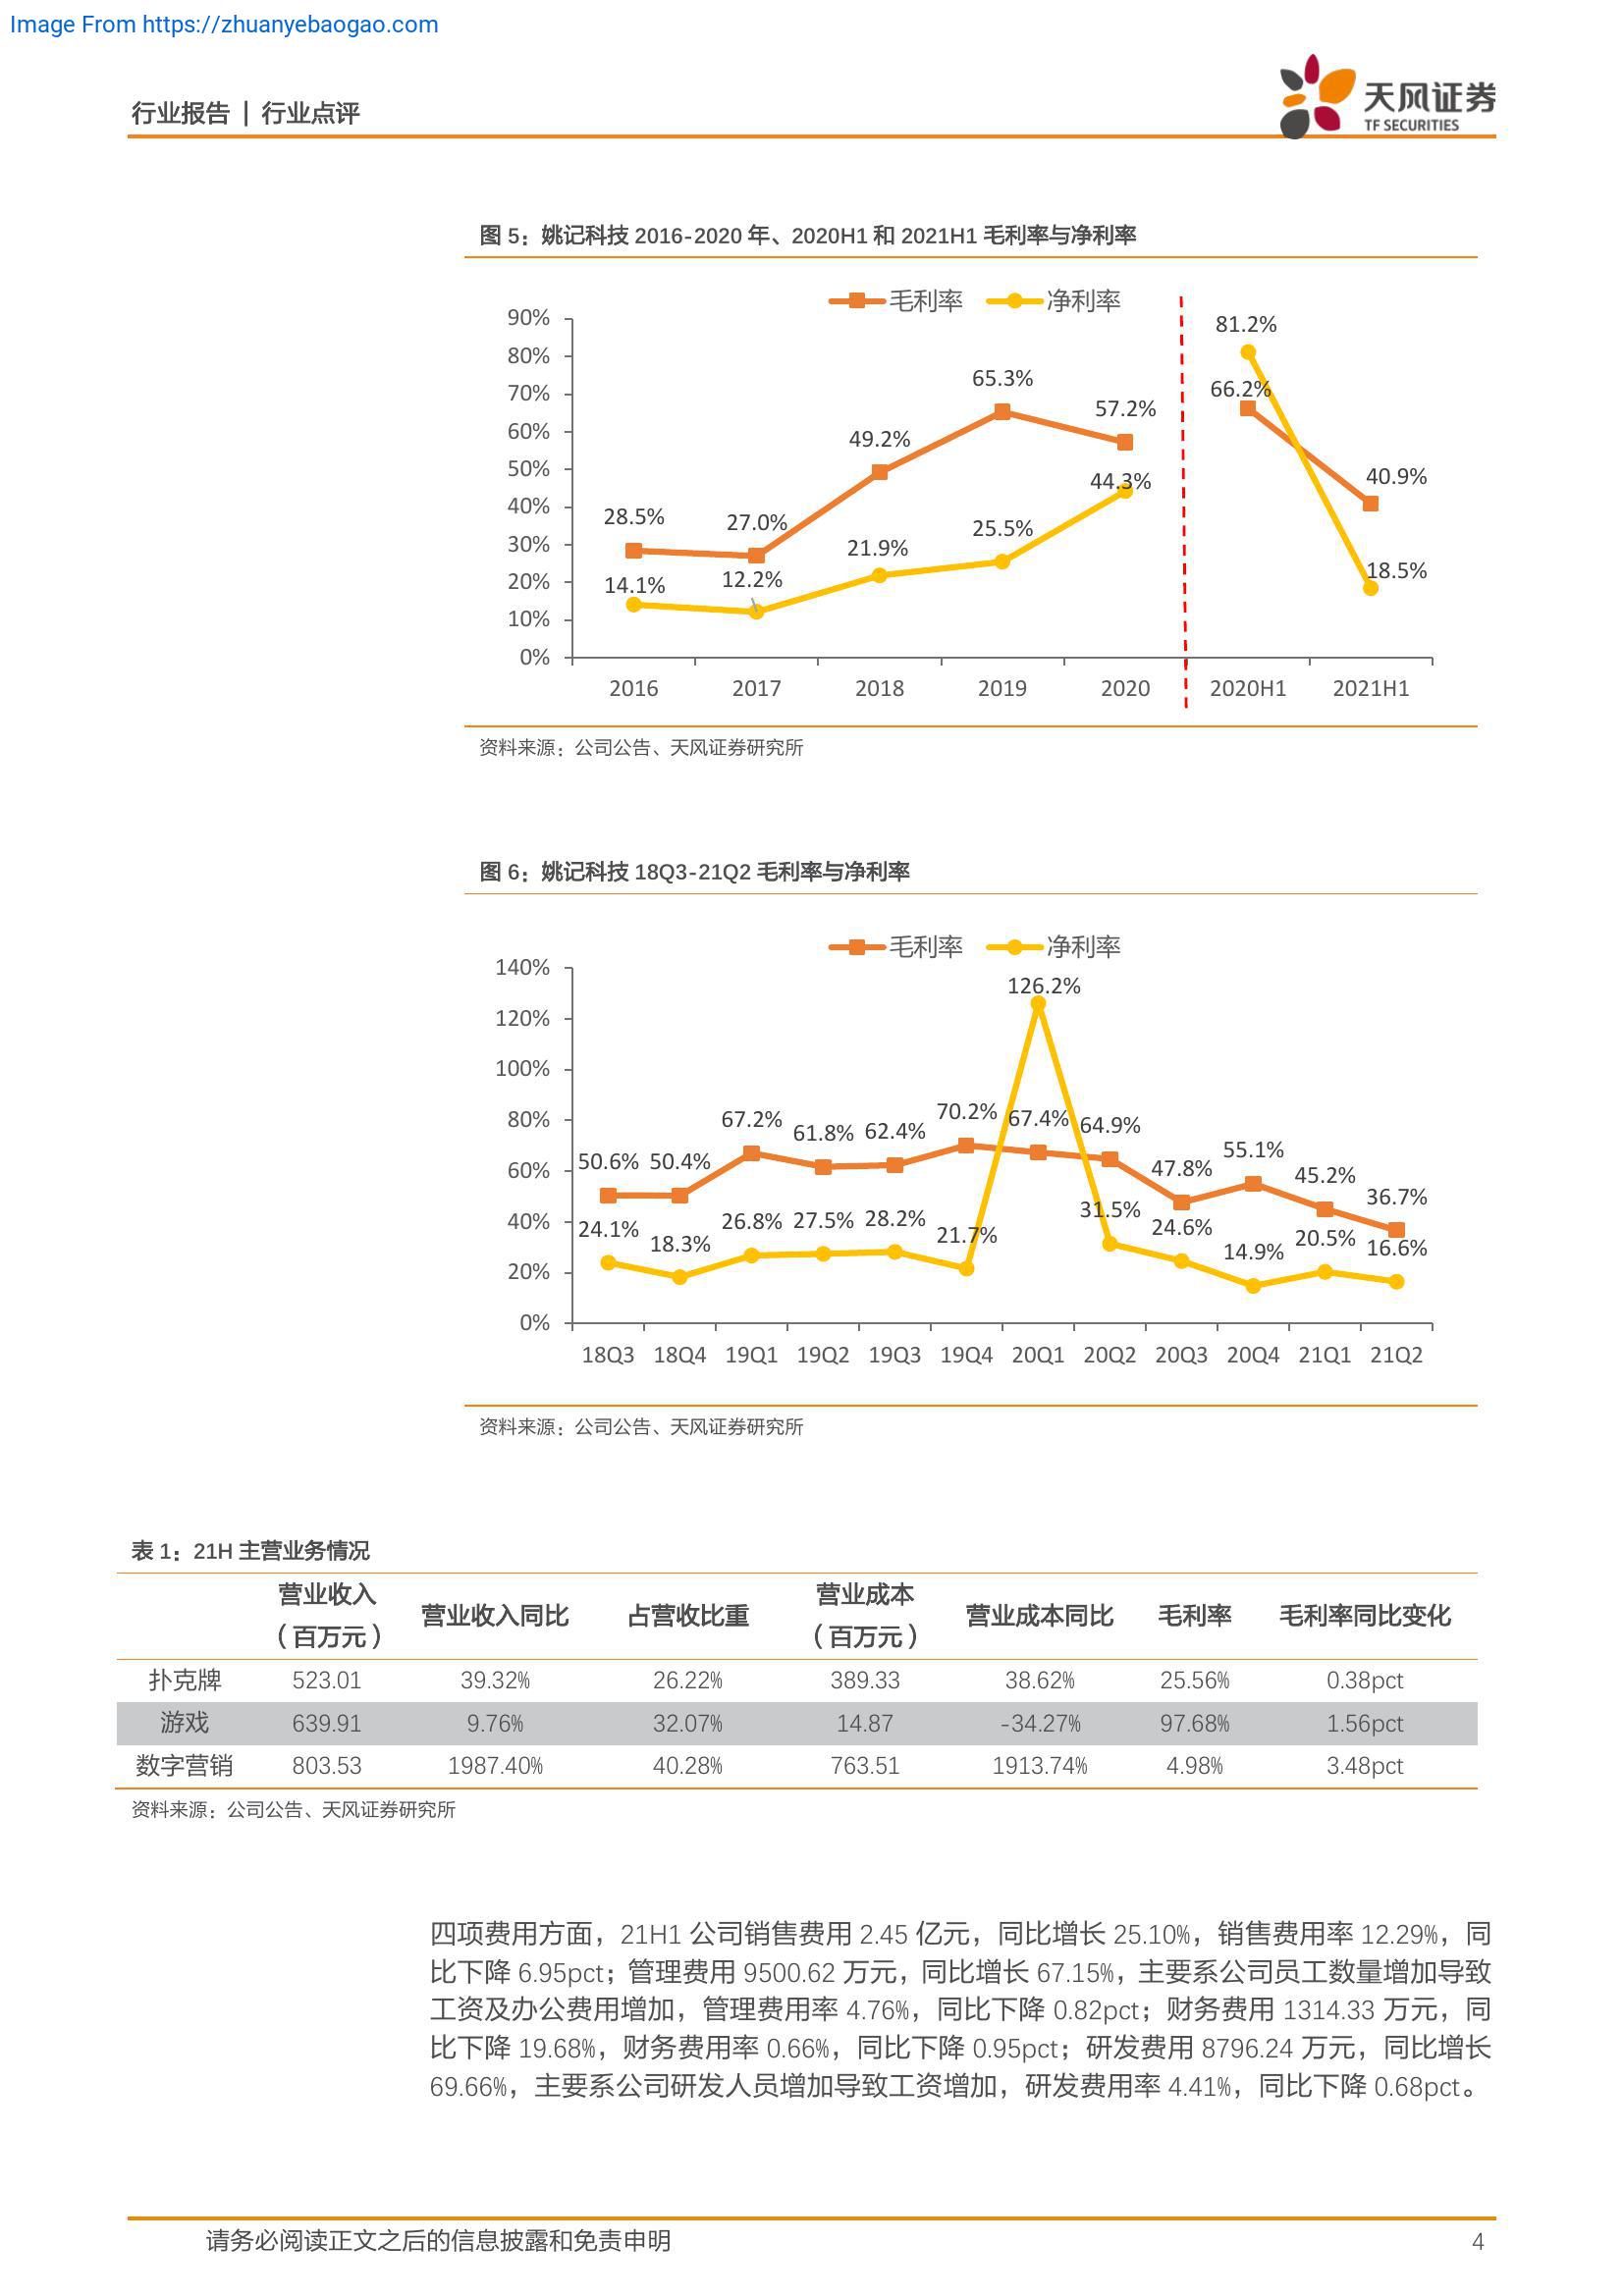 Image From https://zhuanyebaogao.com
行业报告 | 行业点评
天风证券
TF SECURITIES
图 5：姚记科技 2016-2020 年、2020H1 和 2021H1 毛利率与净利率
毛利率 净利率
90%
80%
70%
60%
50%
40%
30%
20%
10%
0%
28.5% 27.0% 49.2% 65.3% 57.2% 66.2% 40.9%
14.1% 12.2% 21.9% 25.5% 44.3% 81.2% 18.5%
2016 2017 2018 2019 2020 2020H1 2021H1
资料来源：公司公告、天风证券研究所
图 6：姚记科技 18Q3-21Q2 毛利率与净利率
毛利率 净利率
140%
120%
100%
80%
60%
40%
20%
0%
50.6% 50.4% 67.2% 61.8% 62.4% 70.2% 67.4% 64.9% 47.8% 55.1% 45.2% 36.7%
24.1% 18.3% 26.8% 27.5% 28.2% 21.7% 126.2% 31.5% 24.6% 14.9% 20.5% 16.6%
18Q3 18Q4 19Q1 19Q2 19Q3 19Q4 20Q1 20Q2 20Q3 20Q4 21Q1 21Q2
资料来源：公司公告、天风证券研究所
表 1：21H 主营业务情况
营业收入（百万元） 营业收入同比 占营收比重 营业成本（百万元） 营业成本同比 毛利率 毛利率同比变化
扑克牌 523.01 39.32% 26.22% 389.33 38.62% 25.56% 0.38pct
游戏 639.91 9.76% 32.07% 14.87 -34.27% 97.68% 1.56pct
数字营销 803.53 1987.40% 40.28% 763.51 1913.74% 4.98% 3.48pct
资料来源：公司公告、天风证券研究所
四项费用方面，21H1 公司销售费用 2.45 亿元，同比增长 25.10%，销售费用率 12.29%，同
比下降 6.95pct；管理费用 9500.62 万元，同比增长 67.15%，主要系公司员工数量增加导致
工资及办公费用增加，管理费用率 4.76%，同比下降 0.82pct；财务费用 1314.33 万元，同
比下降 19.68%，财务费用率 0.66%，同比下降 0.95pct；研发费用 8796.24 万元，同比增长
69.66%，主要系公司研发人员增加导致工资增加，研发费用率 4.41%，同比下降 0.68pct。
请务必阅读正文之后的信息披露和免责申明 4